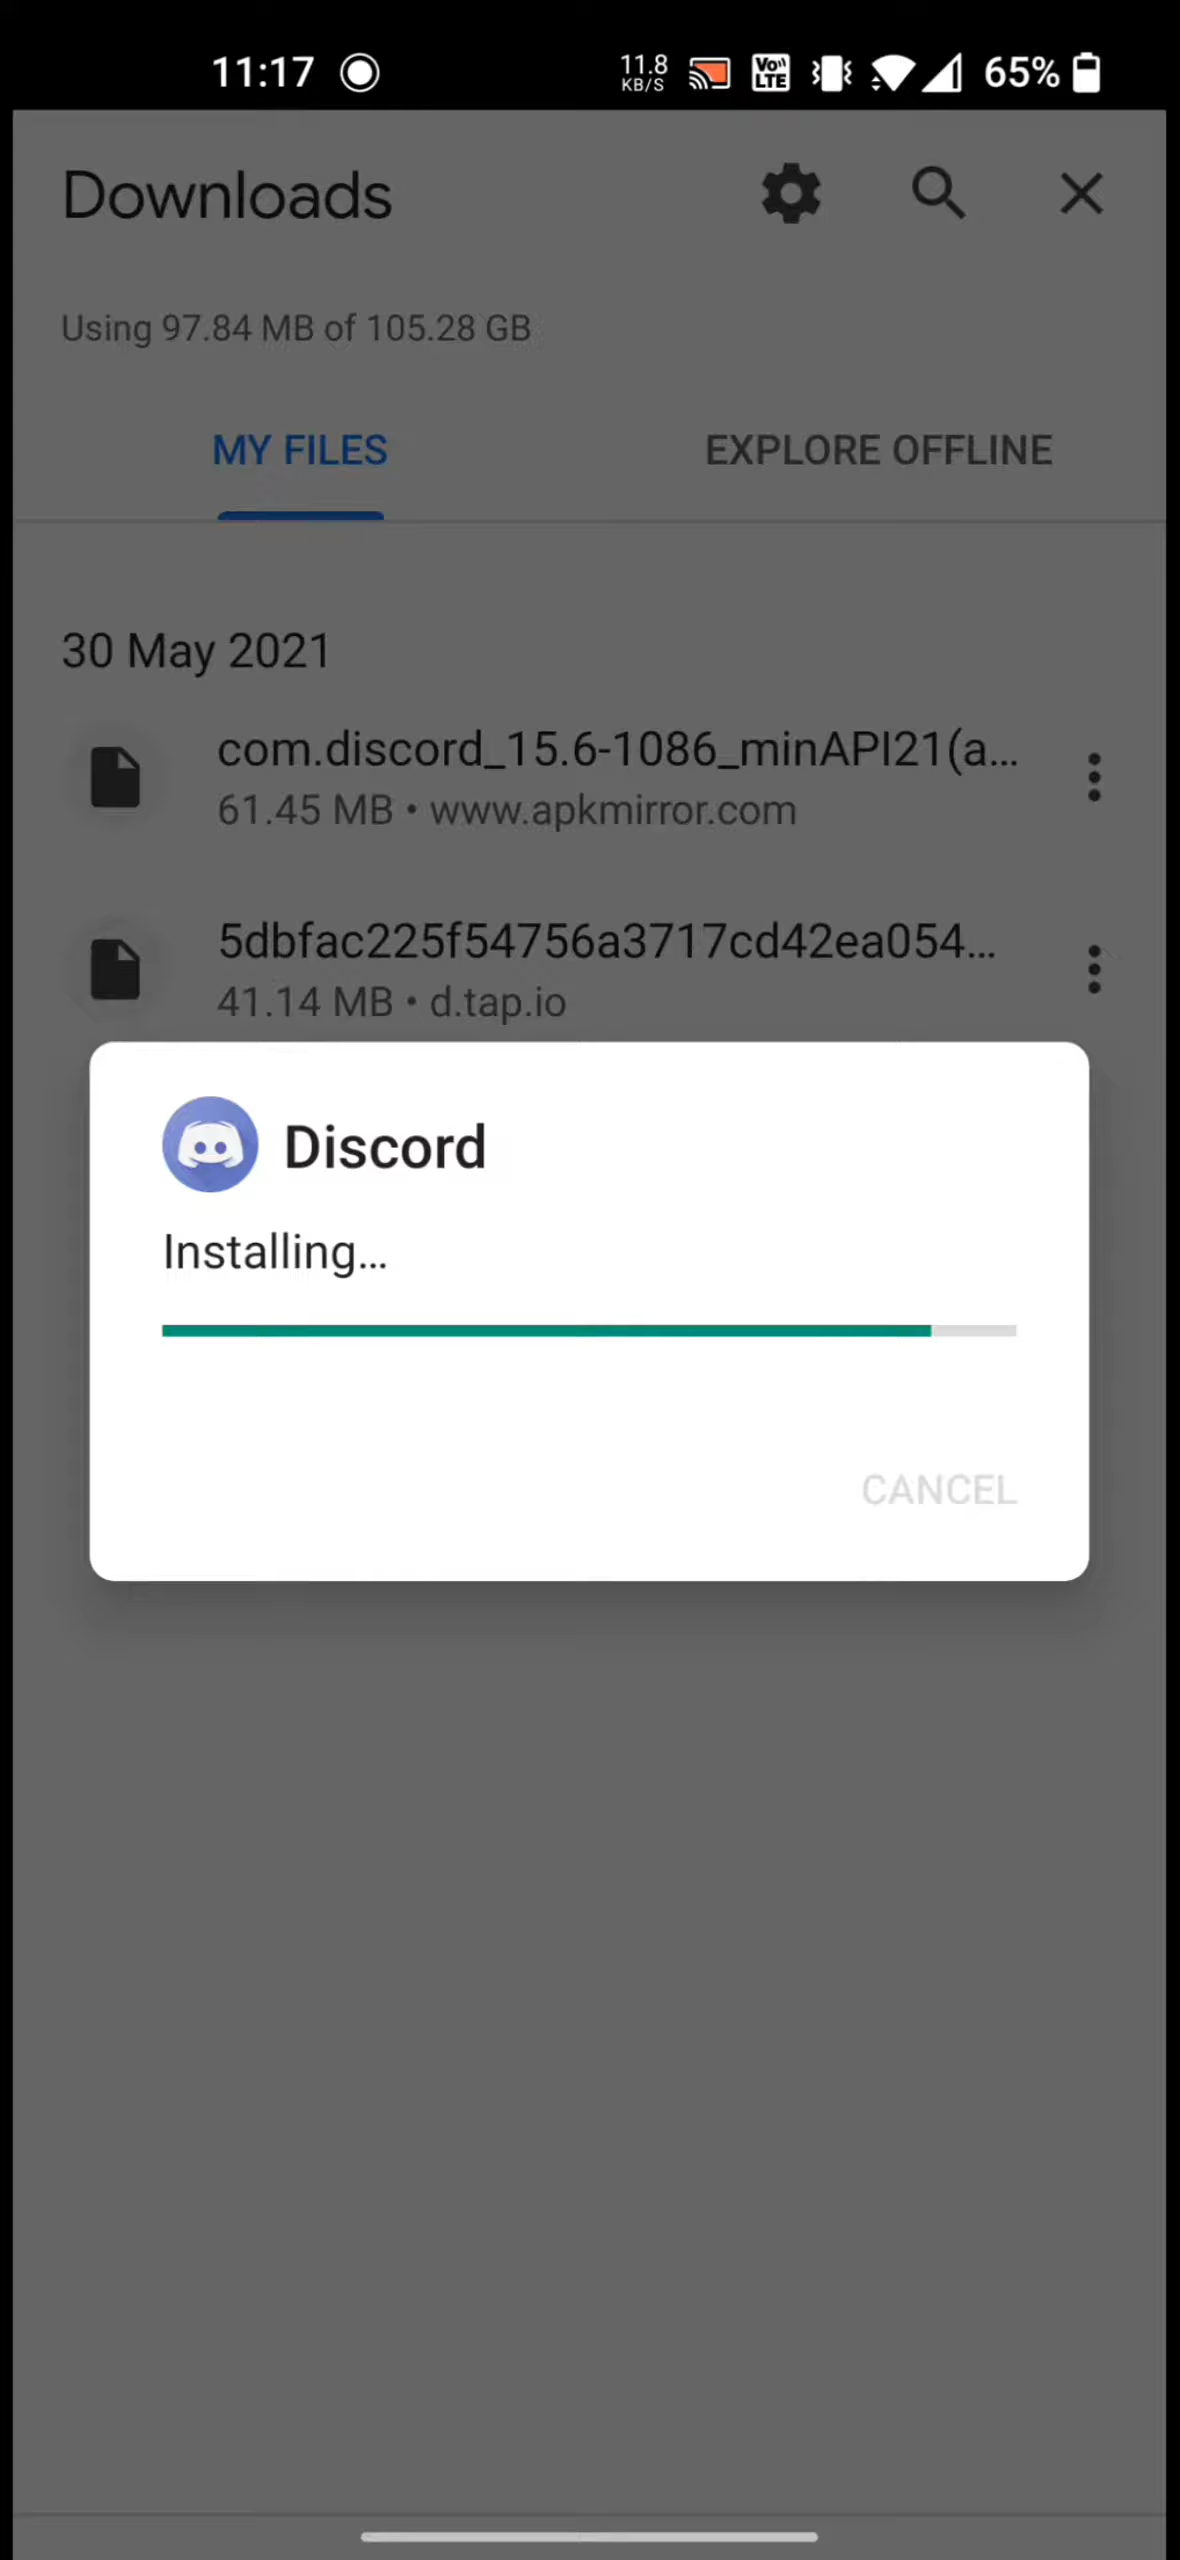 11:17
11.8
KB/S
Vo
LTE
65%
Downloads
Using 97.84 MB of 105.28 GB
MY FILES
EXPLORE OFFLINE
30 May 2021
com.discord_15.6-1086_minAPI21(a...
61.45 MB • www.apkmirror.com
5dbfac225f54756a3717cd42ea054...
41.14 MB • d.tap.io
Discord
Installing...
CANCEL